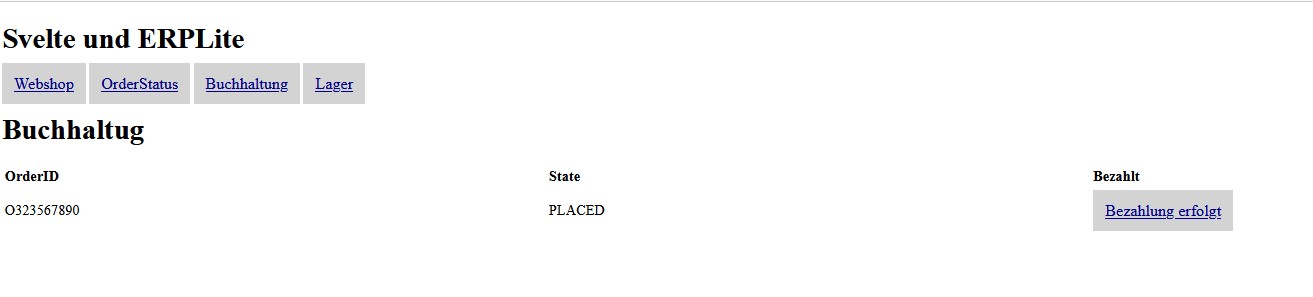 Svelte und ERPLite
Webshop OrderStatus Buchhaltung Lager
Buchhaltug
OrderID State Bezahlt
O323567890 PLACED Bezahlung erfolgt